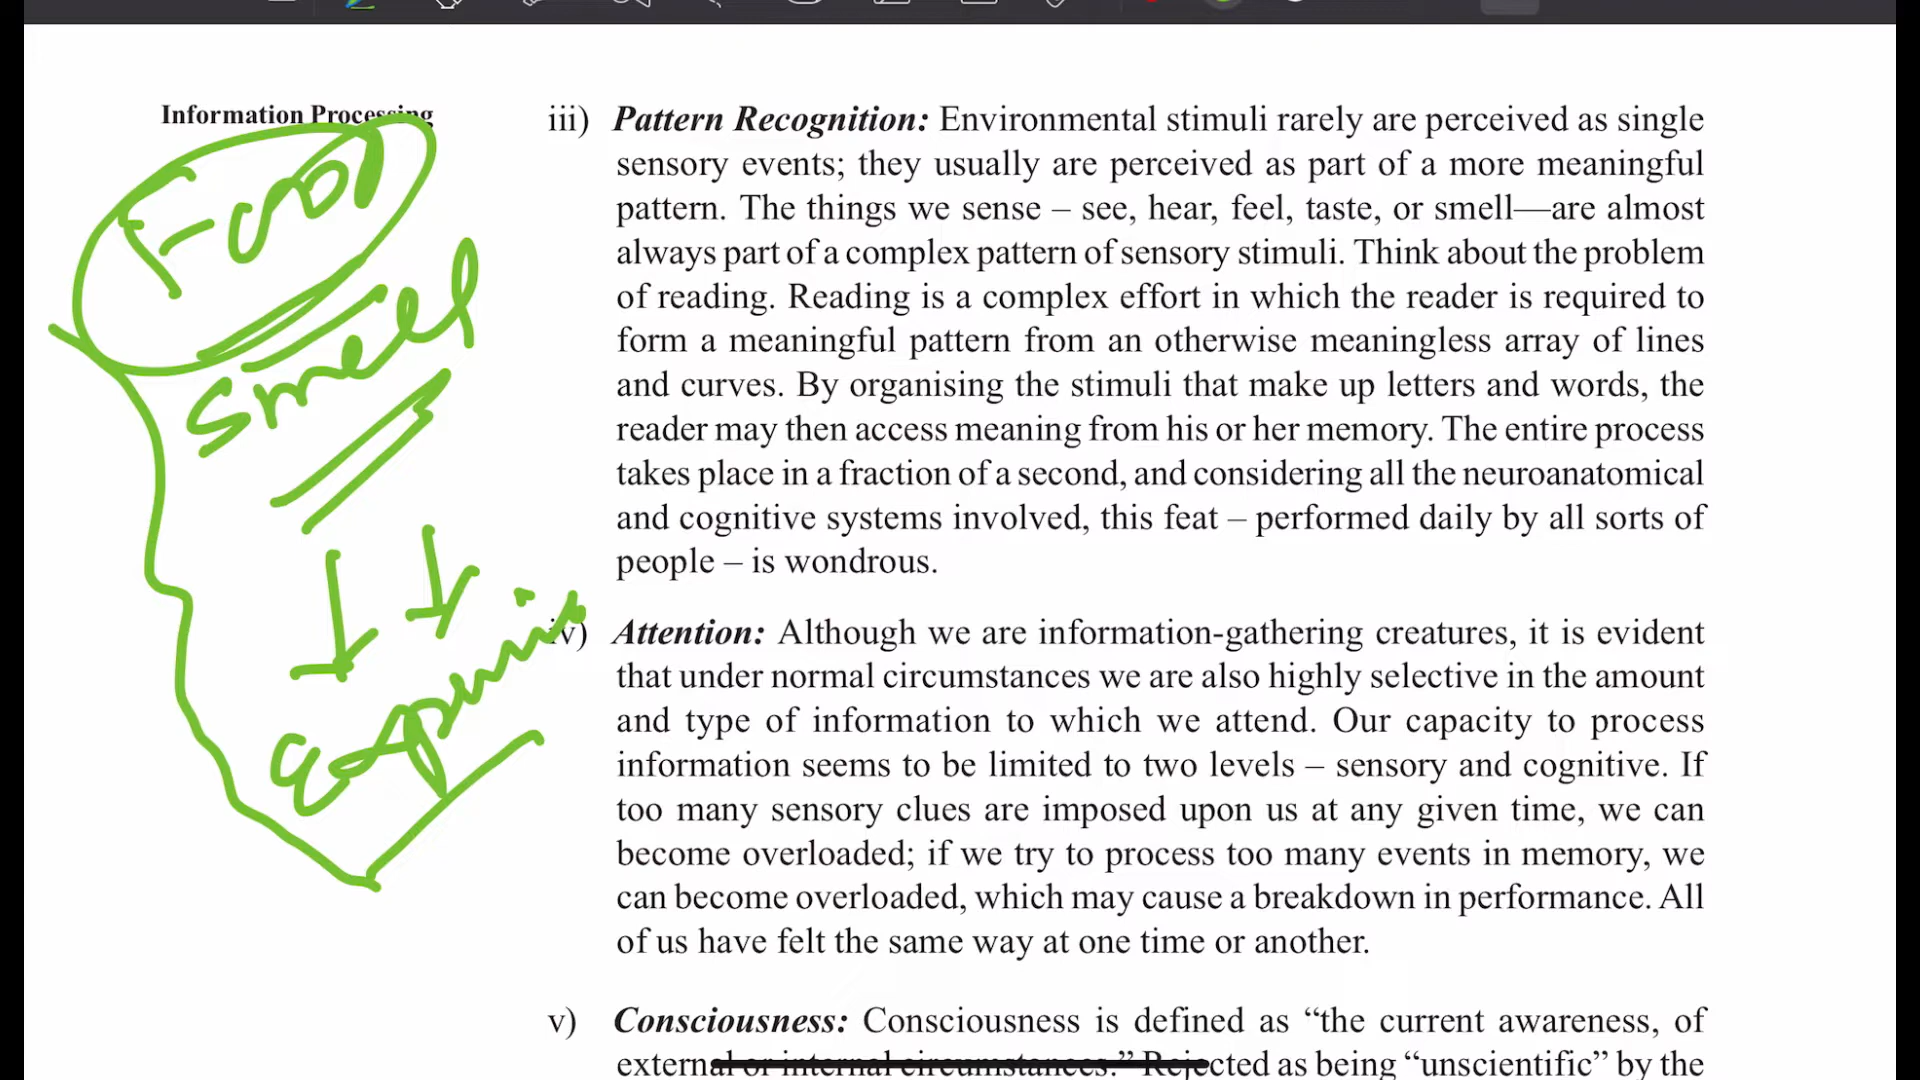 Information Processing
Food
Smell
iii) Pattern Recognition: Environmental stimuli rarely are perceived as single
sensory events; they usually are perceived as part of a more meaningful
pattern. The things we sense – see, hear, feel, taste, or smell—are almost
always part of a complex pattern of sensory stimuli. Think about the problem
of reading. Reading is a complex effort in which the reader is required to
form a meaningful pattern from an otherwise meaningless array of lines
and curves. By organising the stimuli that make up letters and words, the
reader may then access meaning from his or her memory. The entire process
takes place in a fraction of a second, and considering all the neuroanatomical
and cognitive systems involved, this feat – performed daily by all sorts of
people – is wondrous.
iv) Attention: Although we are information-gathering creatures, it is evident
that under normal circumstances we are also highly selective in the amount
and type of information to which we attend. Our capacity to process
information seems to be limited to two levels – sensory and cognitive. If
too many sensory clues are imposed upon us at any given time, we can
become overloaded; if we try to process too many events in memory, we
can become overloaded, which may cause a breakdown in performance. All
of us have felt the same way at one time or another.
v) Consciousness: Consciousness is defined as “the current awareness, of
external or internal circumstances.” Rejected as being “unscientific” by the